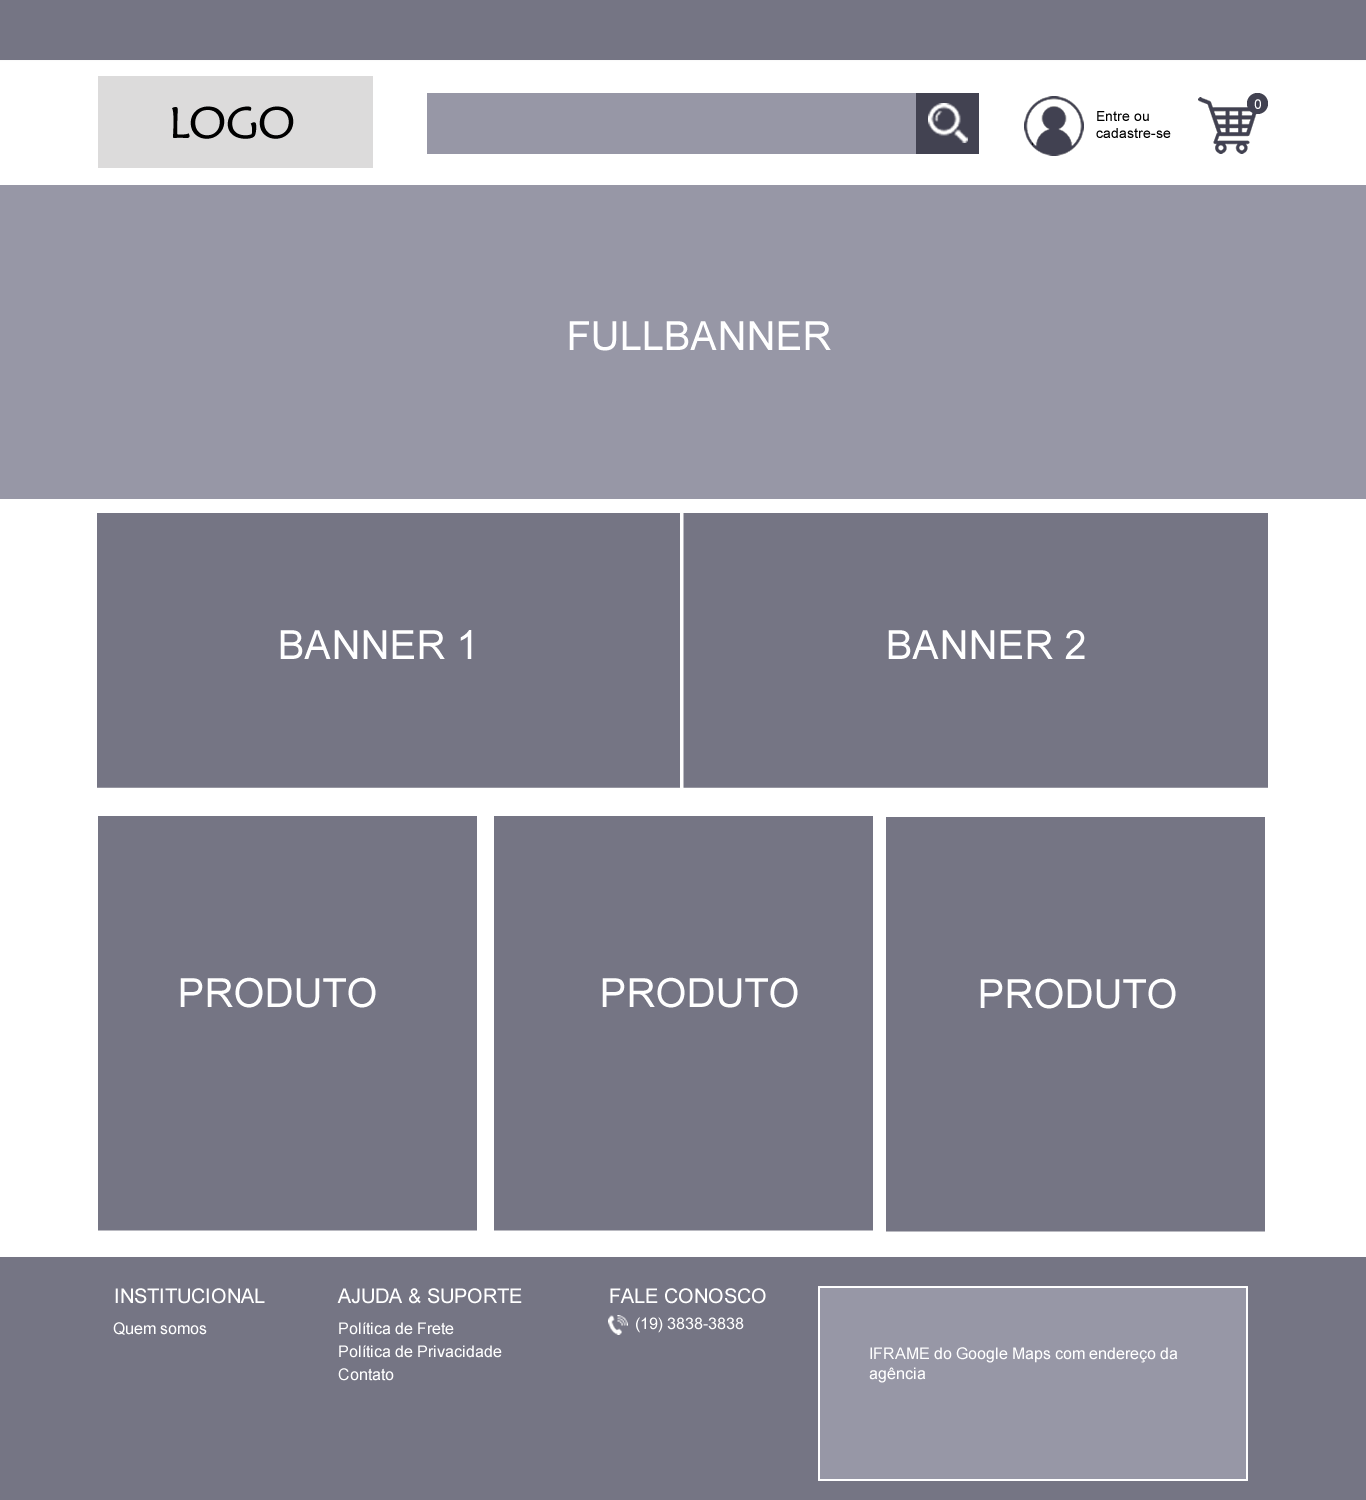 LOGO
Entre ou
cadastre-se
0
FULLBANNER
BANNER 1
BANNER 2
PRODUTO
PRODUTO
PRODUTO
INSTITUCIONAL
Quem somos
AJUDA & SUPORTE
Política de Frete
Política de Privacidade
Contato
FALE CONOSCO
(19) 3838-3838
IFRAME do Google Maps com endereço da
agência